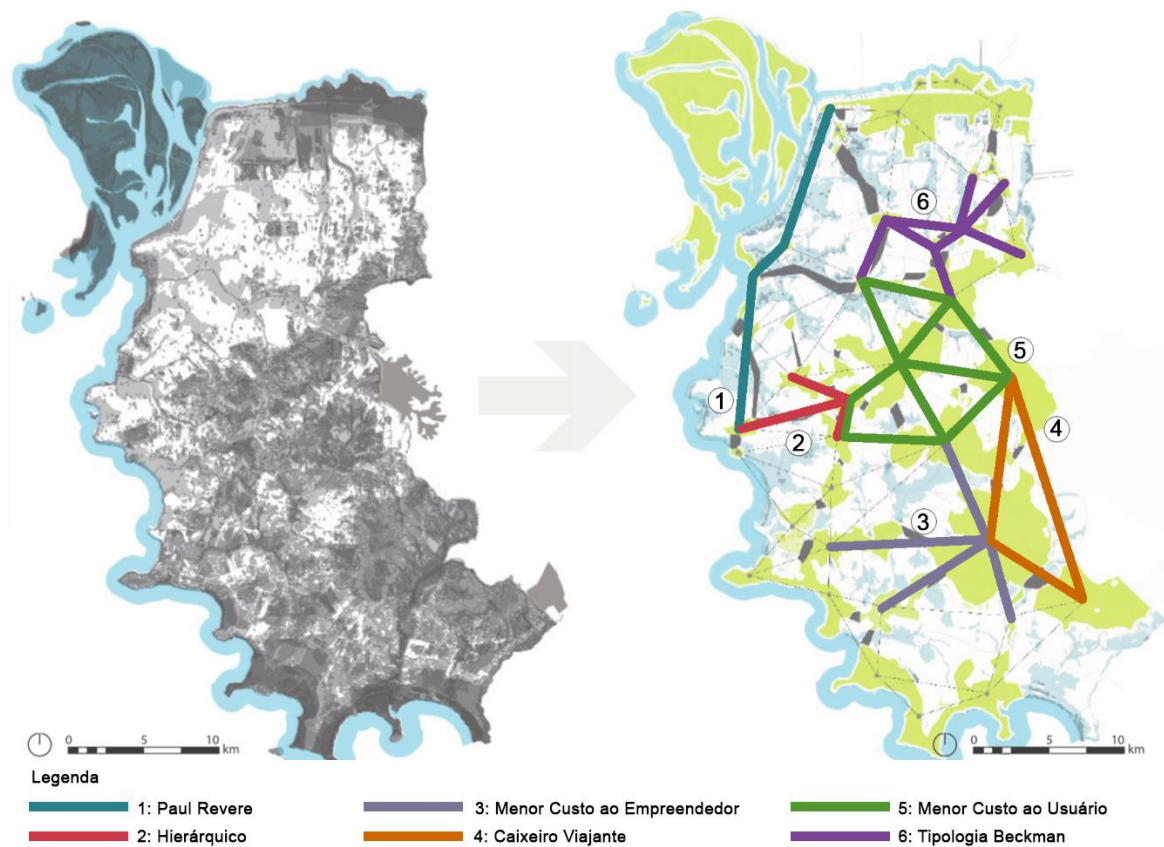 6
5
1
4
2
3
0 5 10 km
0 5 10 km
Legenda
1: Paul Revere
3: Menor Custo ao Empreendedor
5: Menor Custo ao Usuário
2: Hierárquico
4: Caixeiro Viajante
6: Tipologia Beckman